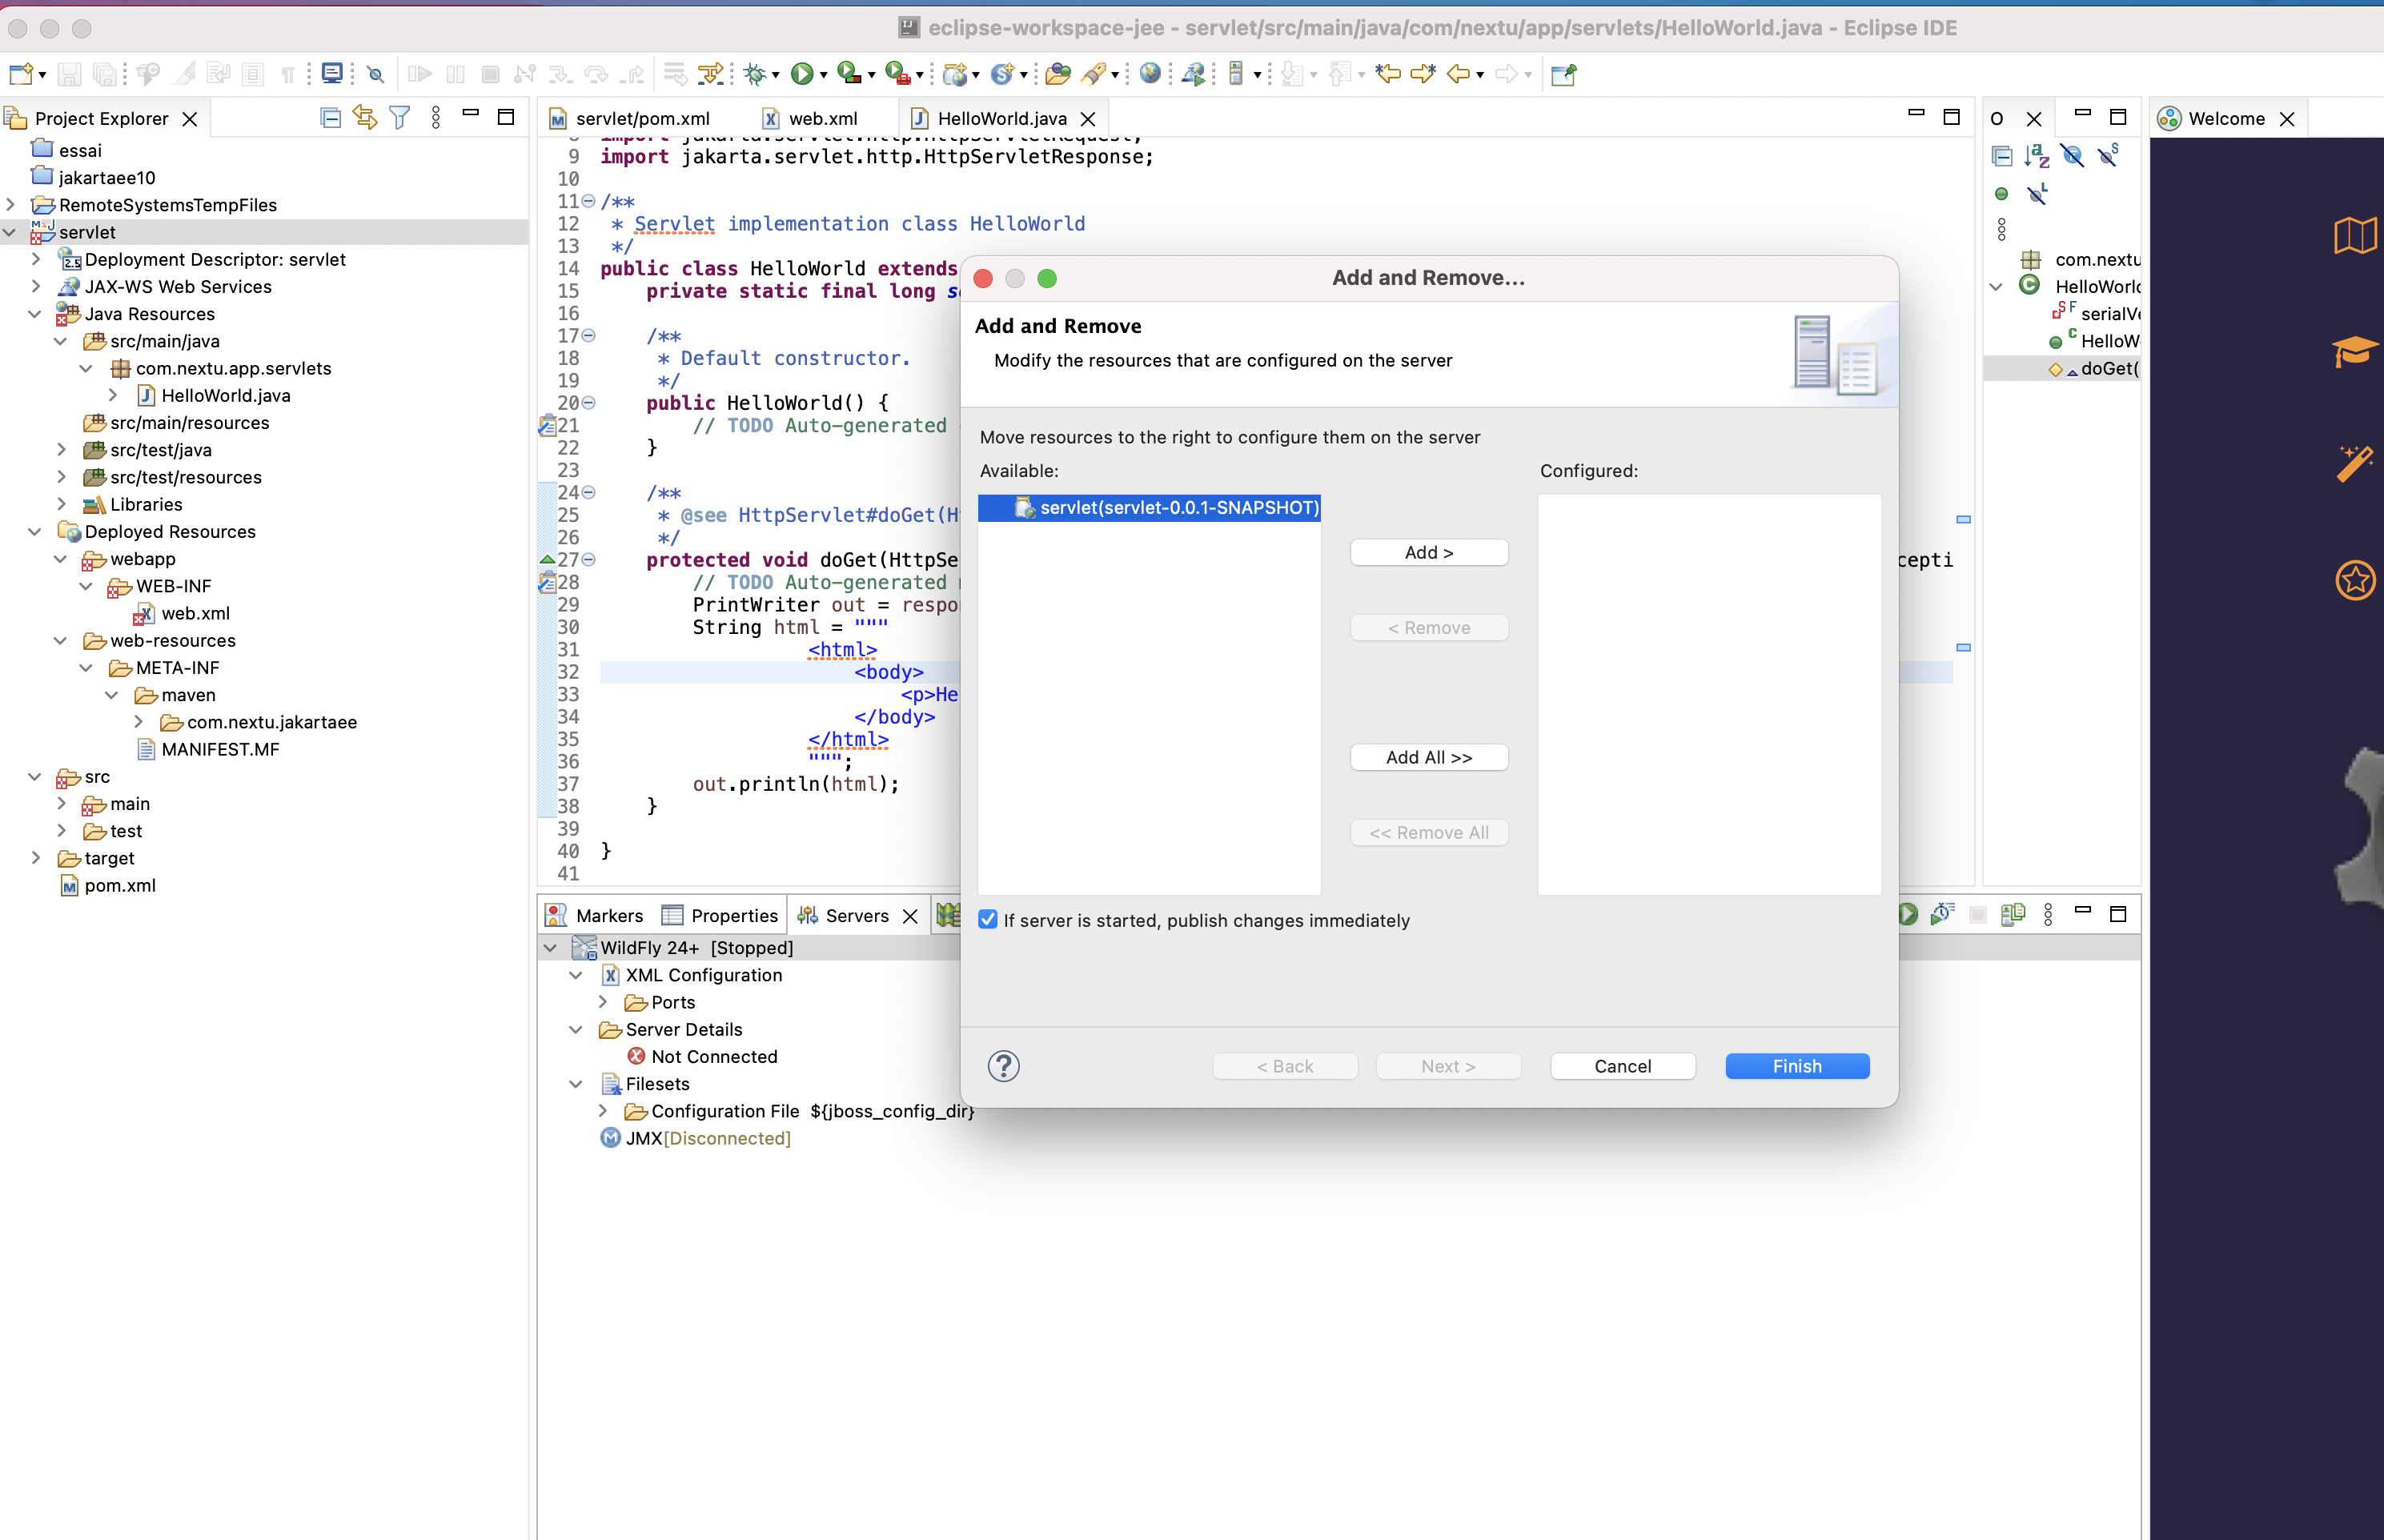 eclipse-workspace-jee - servlet/src/main/java/com/nextu/app/servlets/HelloWorld.java - Eclipse IDE
Project Explorer
essai
jakartaee10
RemoteSystemsTempFiles
servlet
Deployment Descriptor: servlet
JAX-WS Web Services
Java Resources
src/main/java
com.nextu.app.servlets
HelloWorld.java
src/main/resources
src/test/java
src/test/resources
Libraries
Deployed Resources
webapp
WEB-INF
web.xml
web-resources
META-INF
maven
com.nextu.jakartaee
MANIFEST.MF
src
main
test
target
pom.xml
servlet/pom.xml web.xml HelloWorld.java
8 import jakarta.servlet.http.HttpServletRequest;
9 import jakarta.servlet.http.HttpServletResponse;
10
11 /**
12 * Servlet implementation class HelloWorld
13 */
14 public class HelloWorld extends
15 private static final long s
16
17 /**
18 * Default constructor.
19 */
20 public HelloWorld() {
21 // TODO Auto-generated
22 }
23
24 /**
25 * @see HttpServlet#doGet(H
26 */
27 protected void doGet(HttpSe cepti
28 // TODO Auto-generated
29 PrintWriter out = respo
30 String html = """
31 <html>
32 <body>
33 <p>He
34 </body>
35 </html>
36 """;
37 out.println(html);
38 }
39
40 }
41
Add and Remove...
Add and Remove
Modify the resources that are configured on the server
Move resources to the right to configure them on the server
Available:
Configured:
servlet(servlet-0.0.1-SNAPSHOT)
Add >
< Remove
Add All >>
<< Remove All
If server is started, publish changes immediately
?
< Back
Next >
Cancel
Finish
Markers Properties Servers
WildFly 24+ [Stopped]
XML Configuration
Ports
Server Details
Not Connected
Filesets
Configuration File ${jboss_config_dir}
JMX[Disconnected]
O
com.nextu
HelloWorld
serialVe
HelloW
doGet(
Welcome